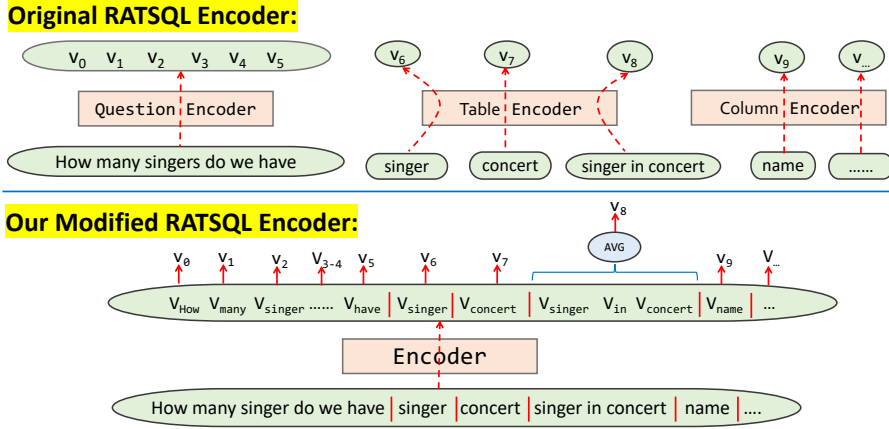 Original RATSQL Encoder:
v0 v1 v2 v3 v4 v5
v6
v7
v8
v9
v...
Question Encoder
Table Encoder
Column Encoder
How many singers do we have
singer
concert
singer in concert
name
......
Our Modified RATSQL Encoder:
v8
AVG
v0 v1 v2 V3-4 v5 v6 v7 v9 V...
VHow Vmany Vsinger ...... Vhave | Vsinger | Vconcert | Vsinger Vin Vconcert | Vname | ...
Encoder
How many singer do we have | singer | concert | singer in concert | name | ....